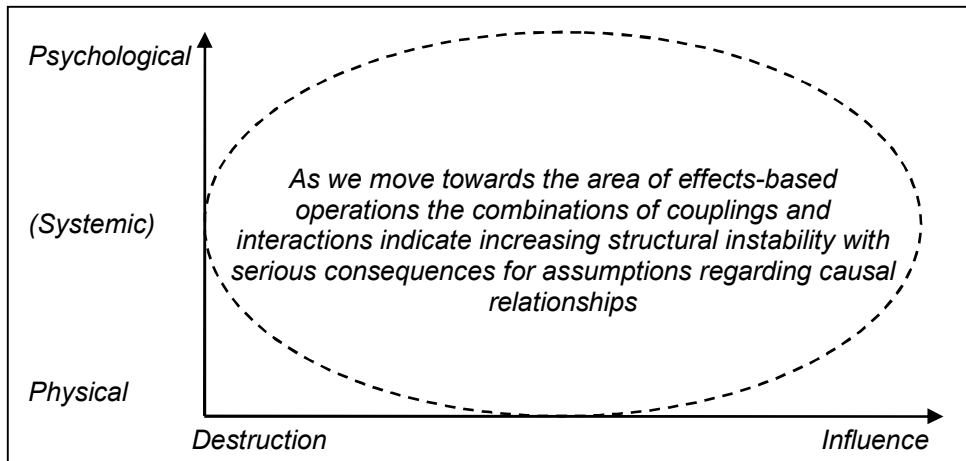 Psychological
As we move towards the area of effects-based
operations the combinations of couplings and
(Systemic)
interactions indicate increasing structural instability with
serious consequences for assumptions regarding causal
relationships
Physical
Destruction
Influence